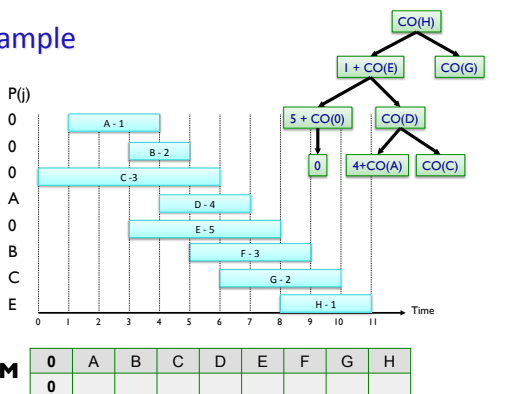 ample
CO(H)
1 + CO(E)
CO(G)
5 + CO(0)
CO(D)
0
4+CO(A)
CO(C)
P(j)
0
A - 1
0
B - 2
0
C -3
A
D - 4
0
E - 5
B
F - 3
C
G - 2
E
H - 1
Time
0 1 2 3 4 5 6 7 8 9 10 11
M
0 A B C D E F G H
0